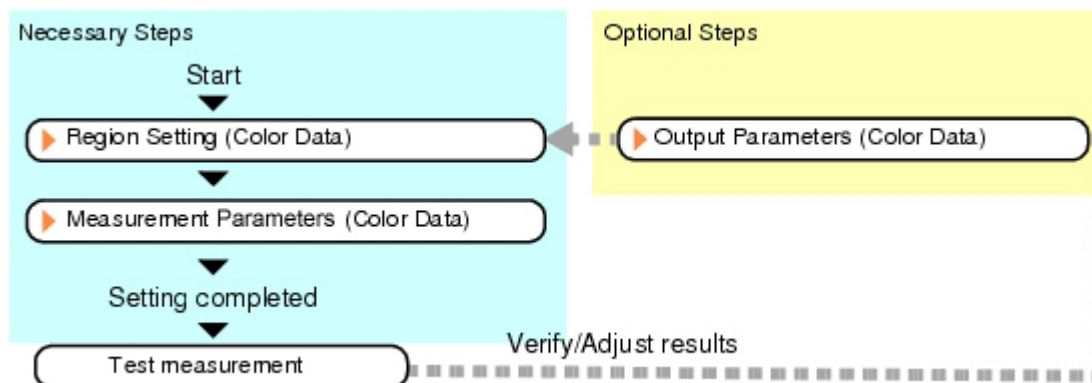 Necessary Steps
Optional Steps
Start
Region Setting (Color Data)
Output Parameters (Color Data)
Measurement Parameters (Color Data)
Setting completed
Verify/Adjust results
Test measurement